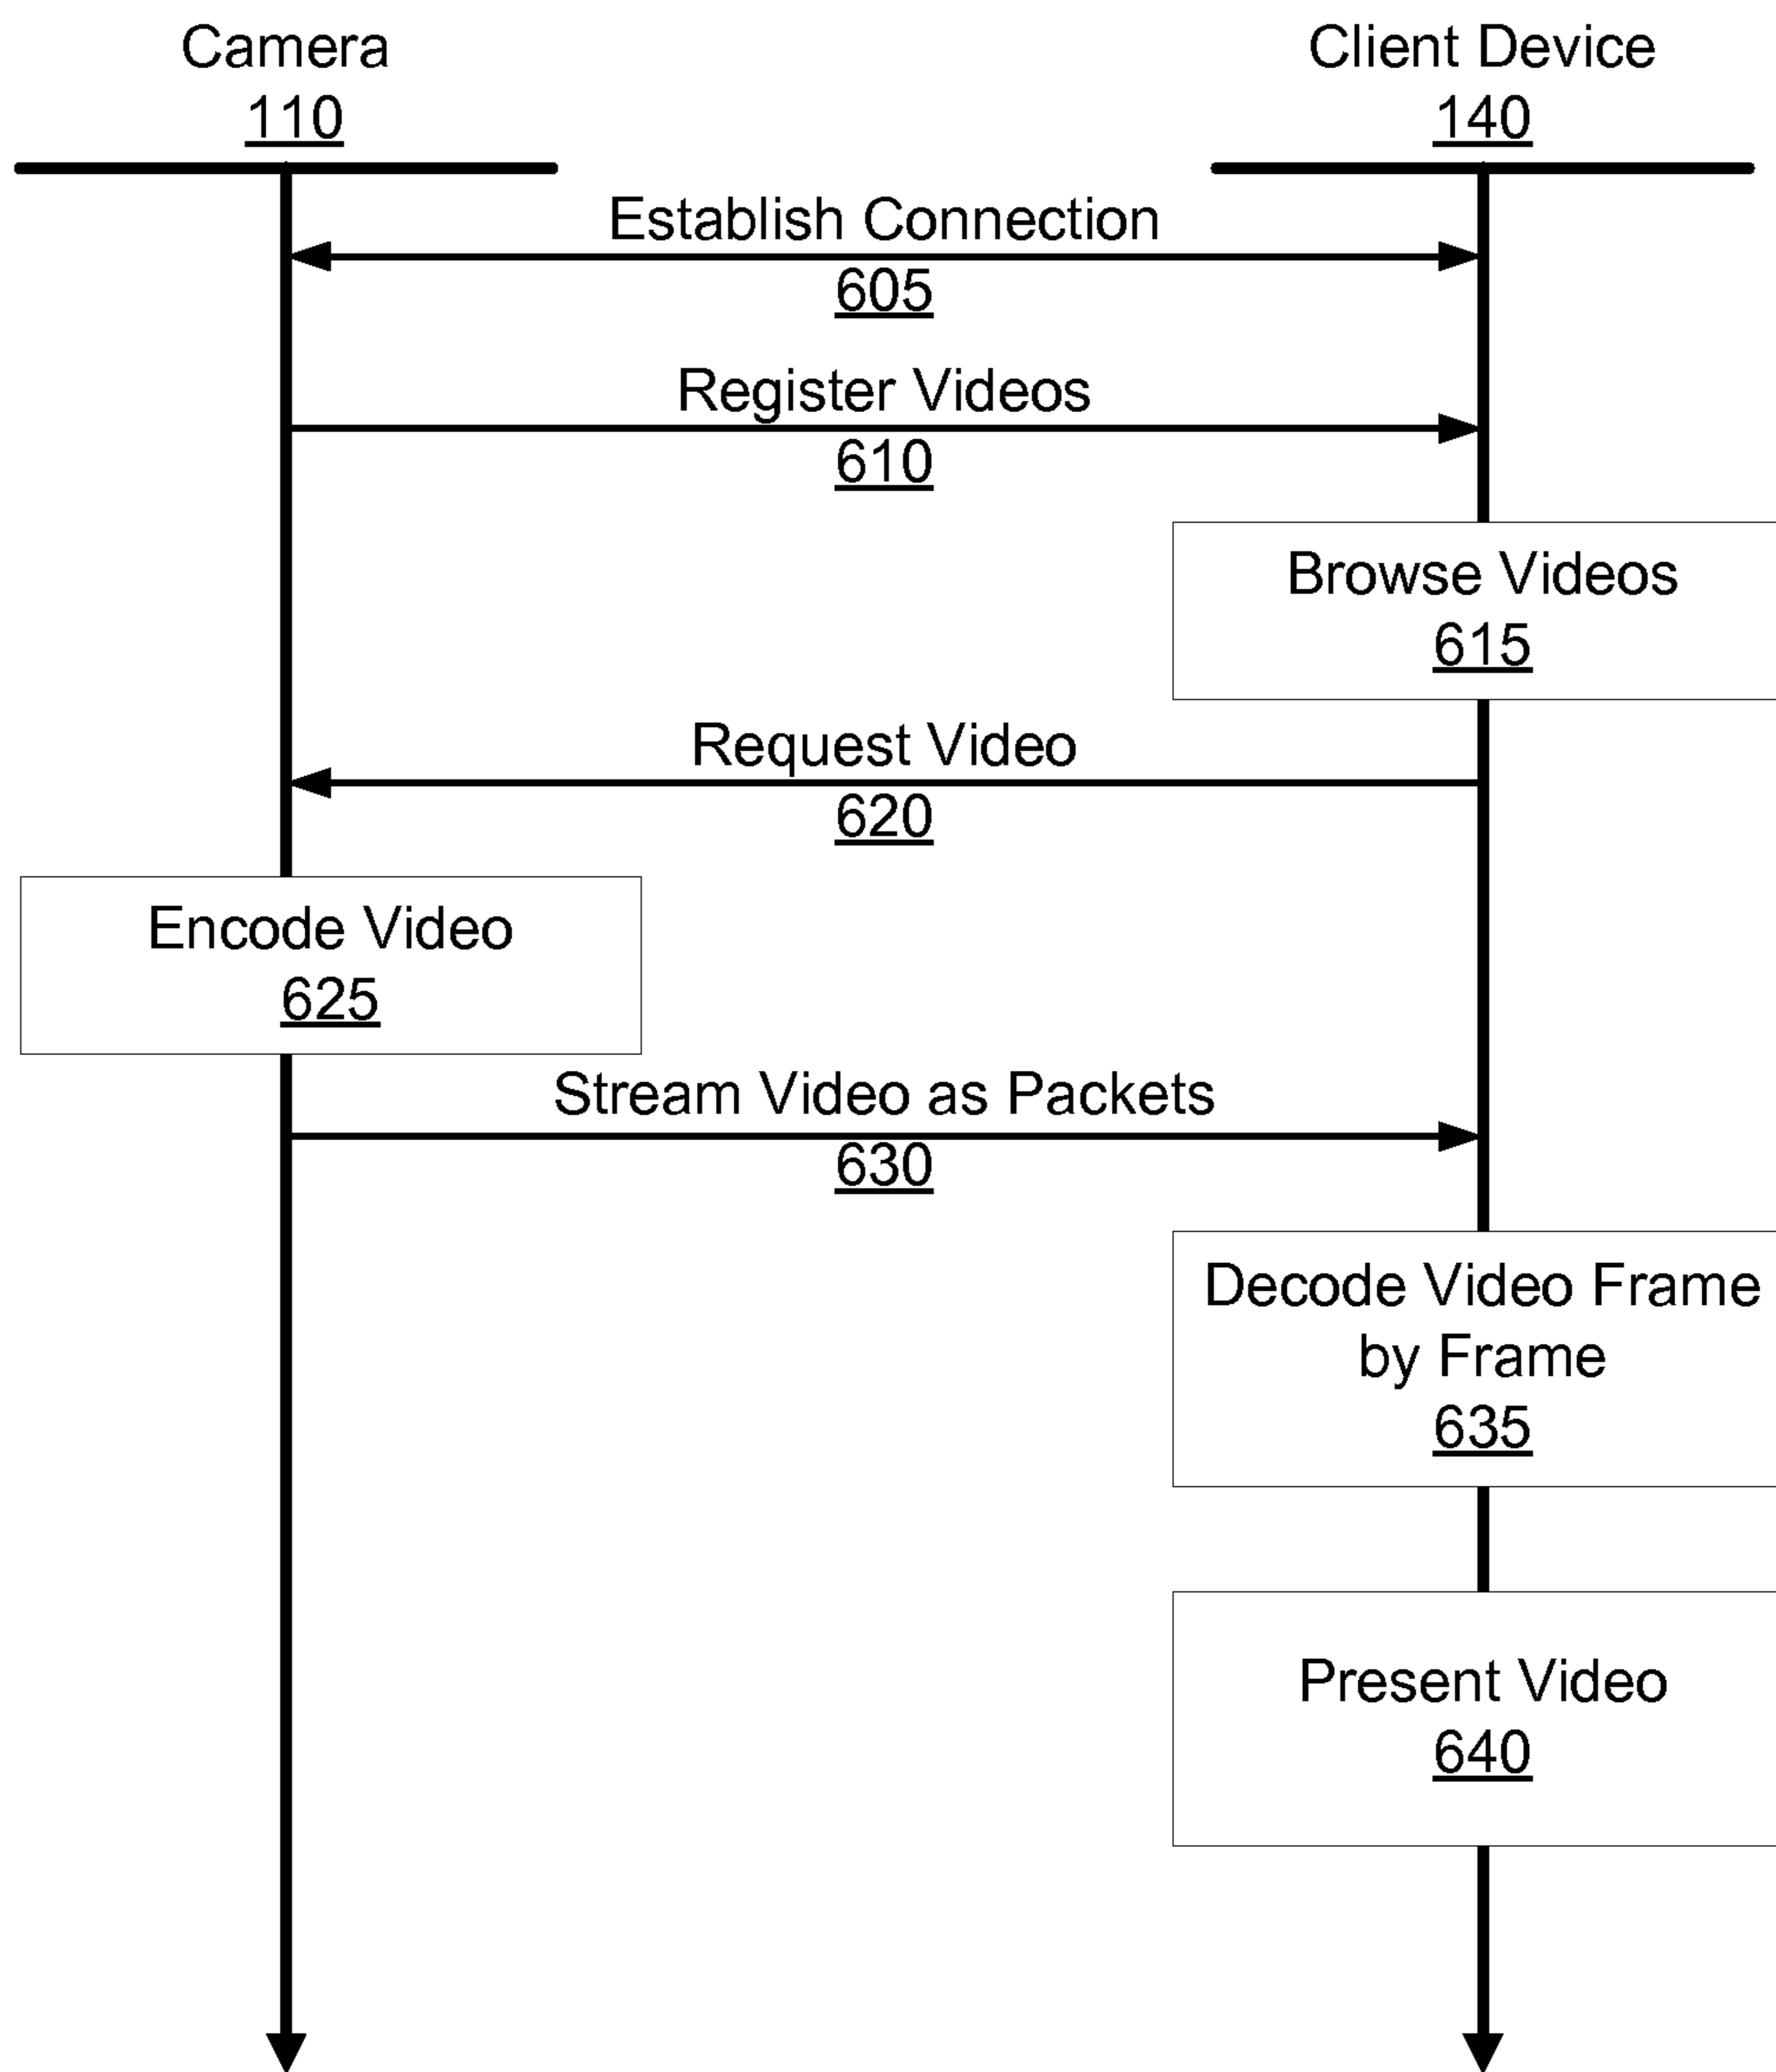 Camera
110
Client Device
140
Establish Connection
605
Register Videos
610
Browse Videos
615
Request Video
620
Encode Video
625
Stream Video as Packets
630
Decode Video Frame
by Frame
635
Present Video
640